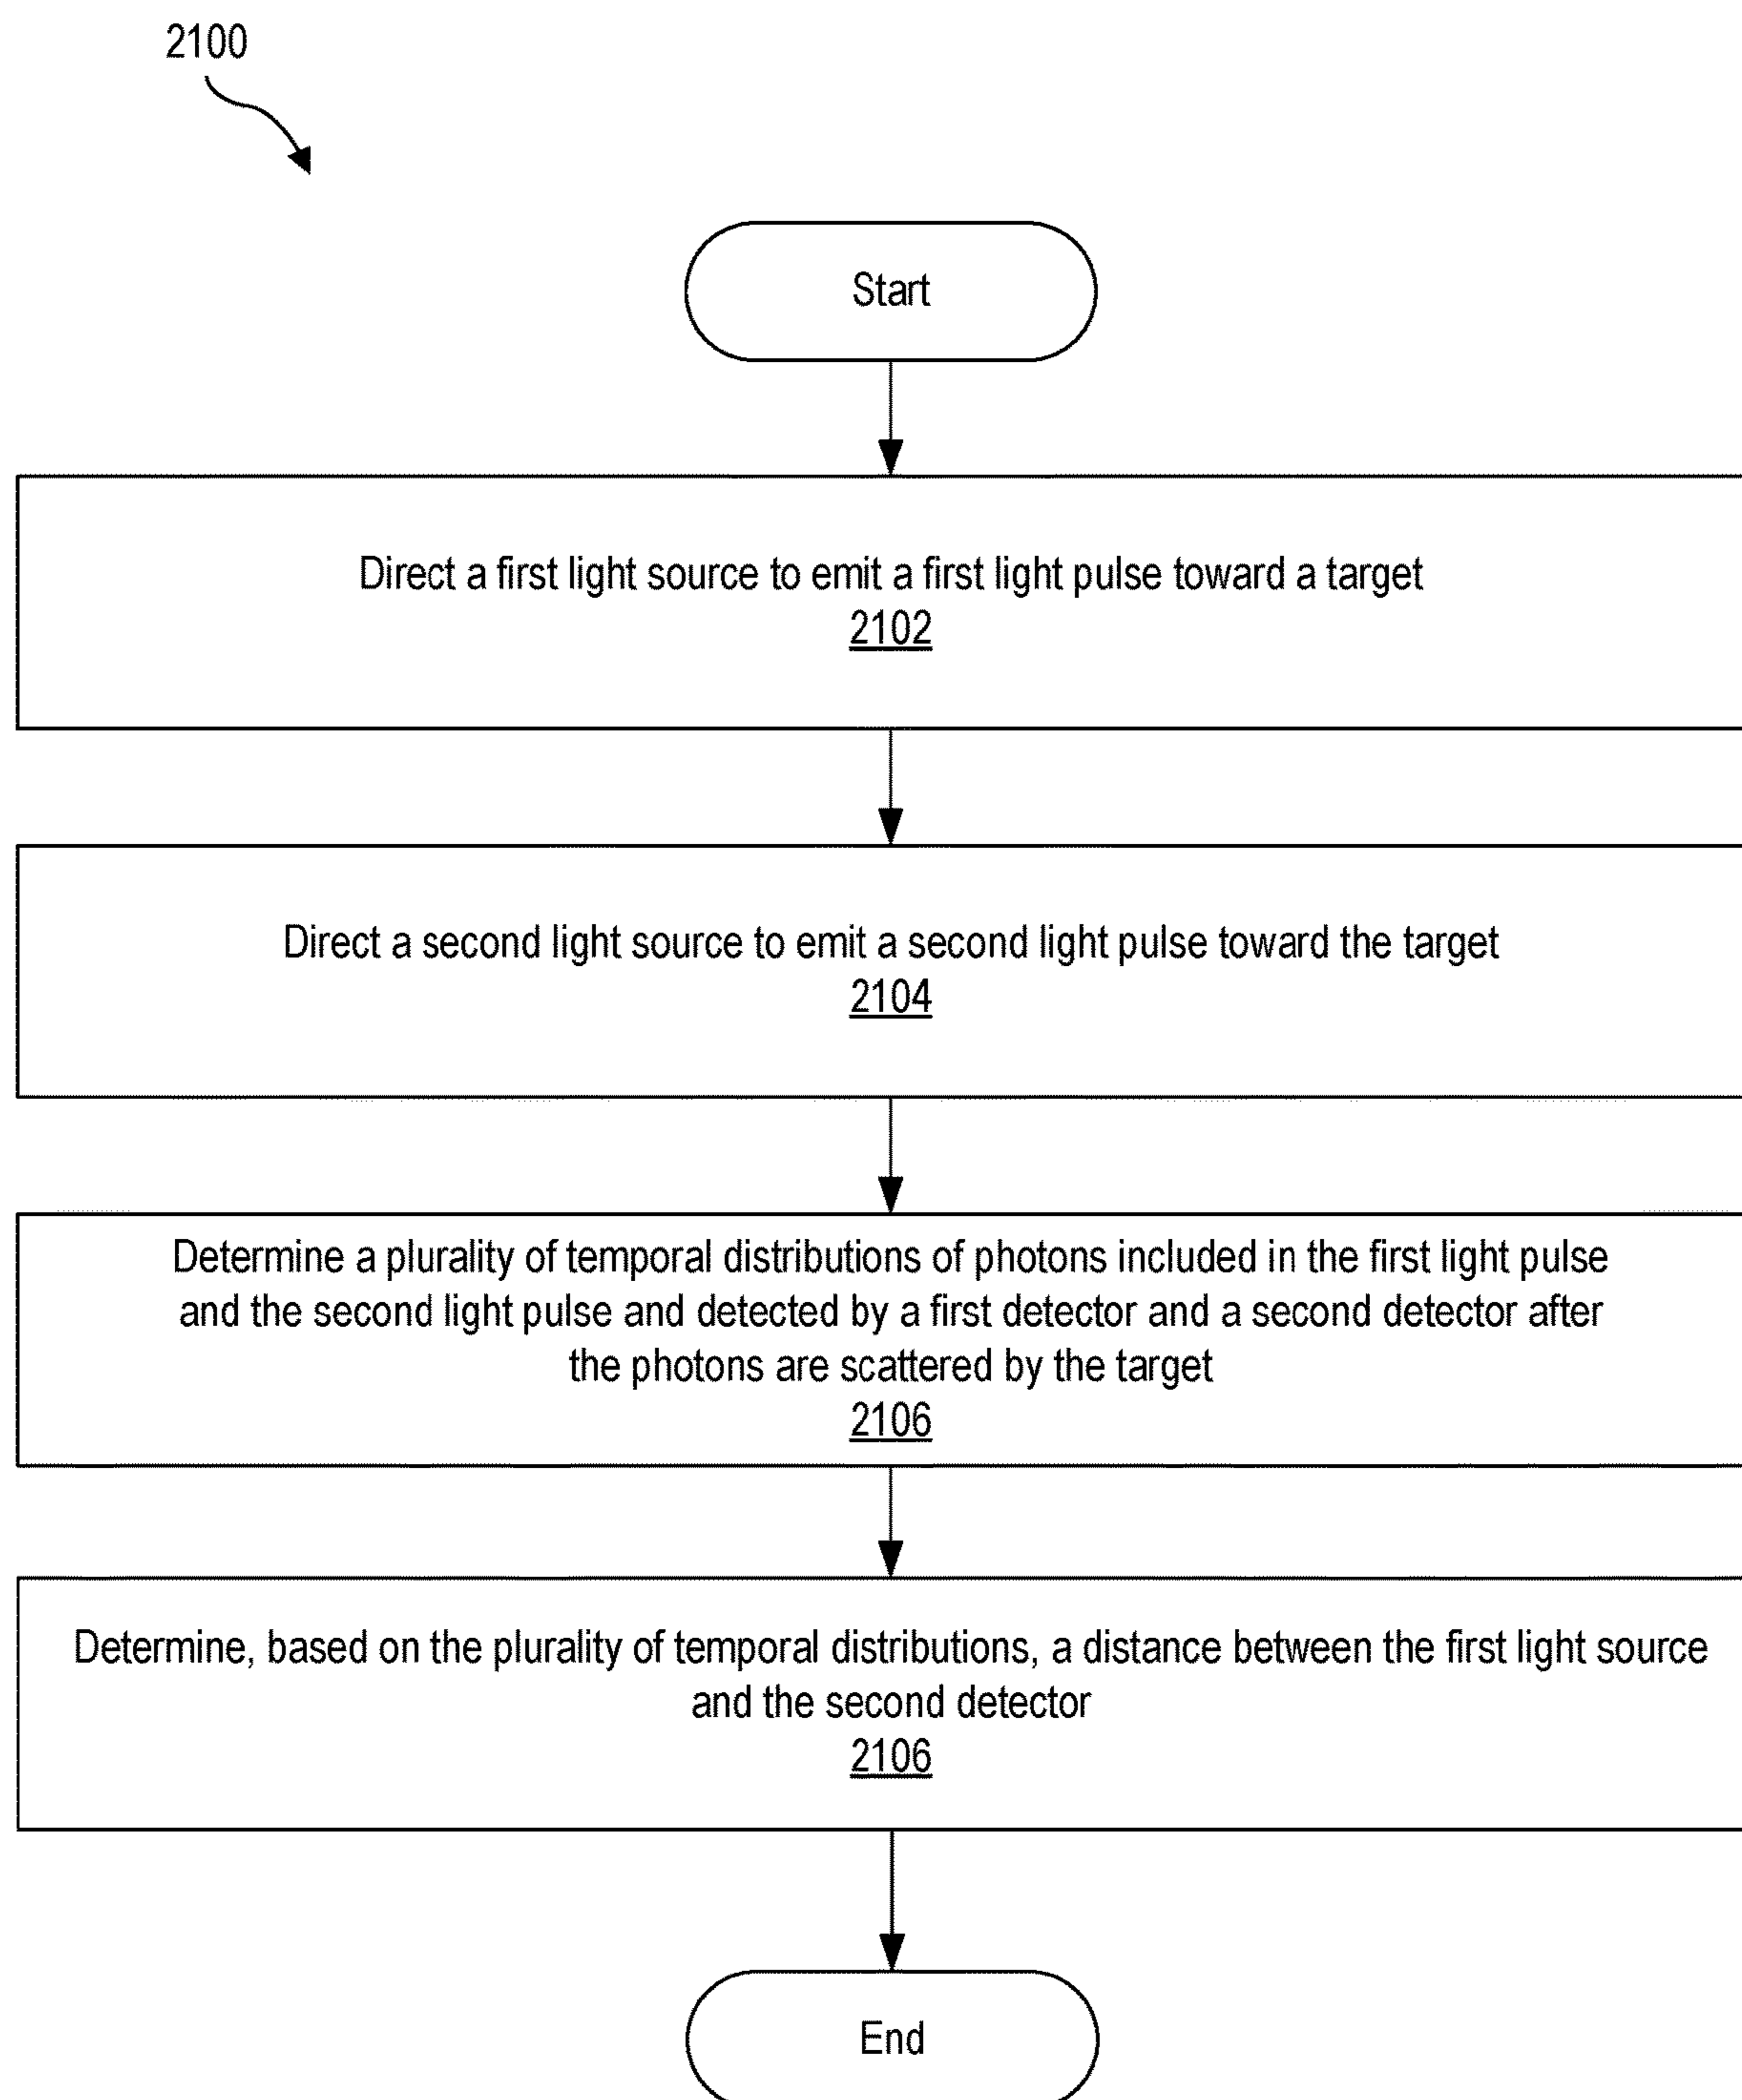 2100
Start
Direct a first light source to emit a first light pulse toward a target
2102
Direct a second light source to emit a second light pulse toward the target
2104
Determine a plurality of temporal distributions of photons included in the first light pulse
and the second light pulse and detected by a first detector and a second detector after
the photons are scattered by the target
2106
Determine, based on the plurality of temporal distributions, a distance between the first light source
and the second detector
2106
End